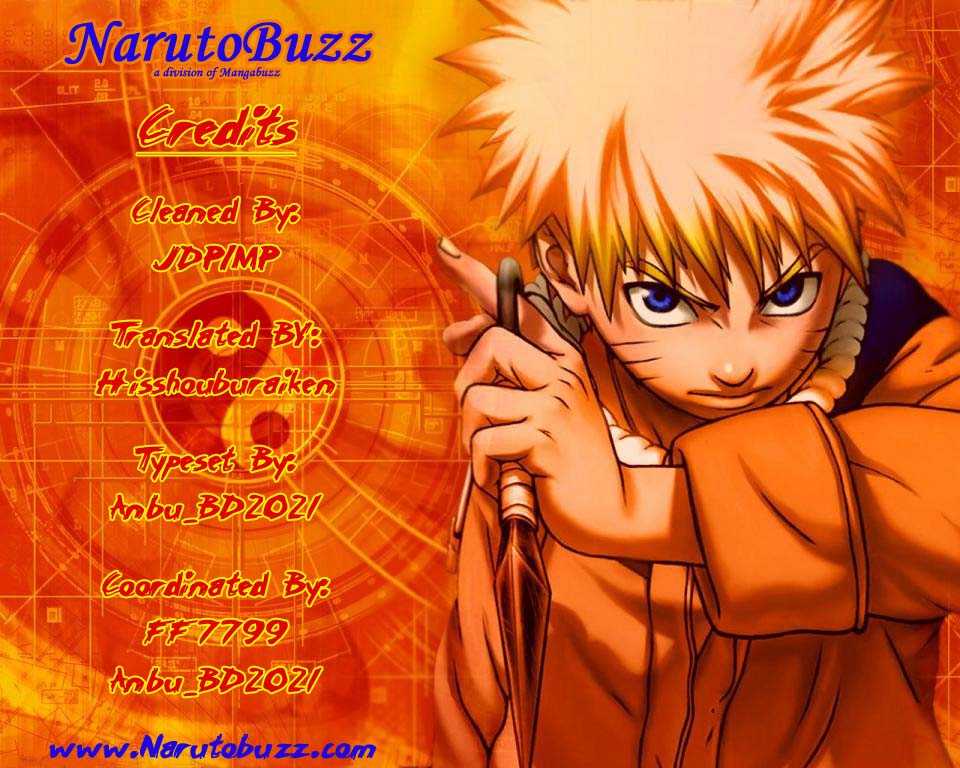 NarutoBuzz
a division of Mangabuzz
Credits
Cleaned By:
JDP/MP
Translated BY:
Hisshouburaiken
Typeset By:
Anbu_BD2021
Coordinated By:
FF7799
Anbu_BD2021
www.Narutobuzz.com